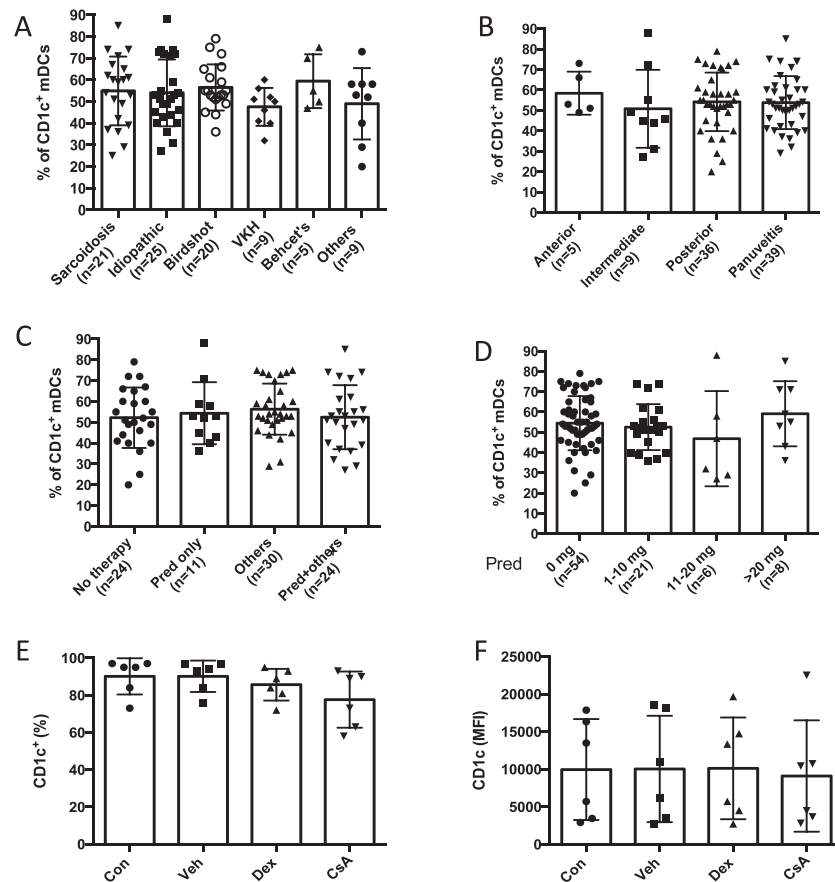 A
% of CD1c+ mDCs
90
80
70
60
50
40
30
20
10
0
Sarcoidosis
(n=21)
Idiopathic
(n=25)
Birdshot
(n=20)
VKH
(n=9)
Behcet's
(n=5)
Others
(n=9)
B
% of CD1c+ mDCs
90
80
70
60
50
40
30
20
10
0
Anterior
(n=5)
Intermediate
(n=9)
Posterior
(n=36)
Panuveitis
(n=39)
C
% of CD1c+ mDCs
90
80
70
60
50
40
30
20
10
0
No therapy
(n=24)
Pred only
(n=11)
Others
(n=30)
Pred+others
(n=24)
D
% of CD1c+ mDCs
90
80
70
60
50
40
30
20
10
0
Pred
0 mg
(n=54)
1-10 mg
(n=21)
11-20 mg
(n=6)
>20 mg
(n=8)
E
CD1c+ (%)
100
80
60
40
20
0
Con
Veh
Dex
CsA
F
CD1c (MFI)
25000
20000
15000
10000
5000
0
Con
Veh
Dex
CsA